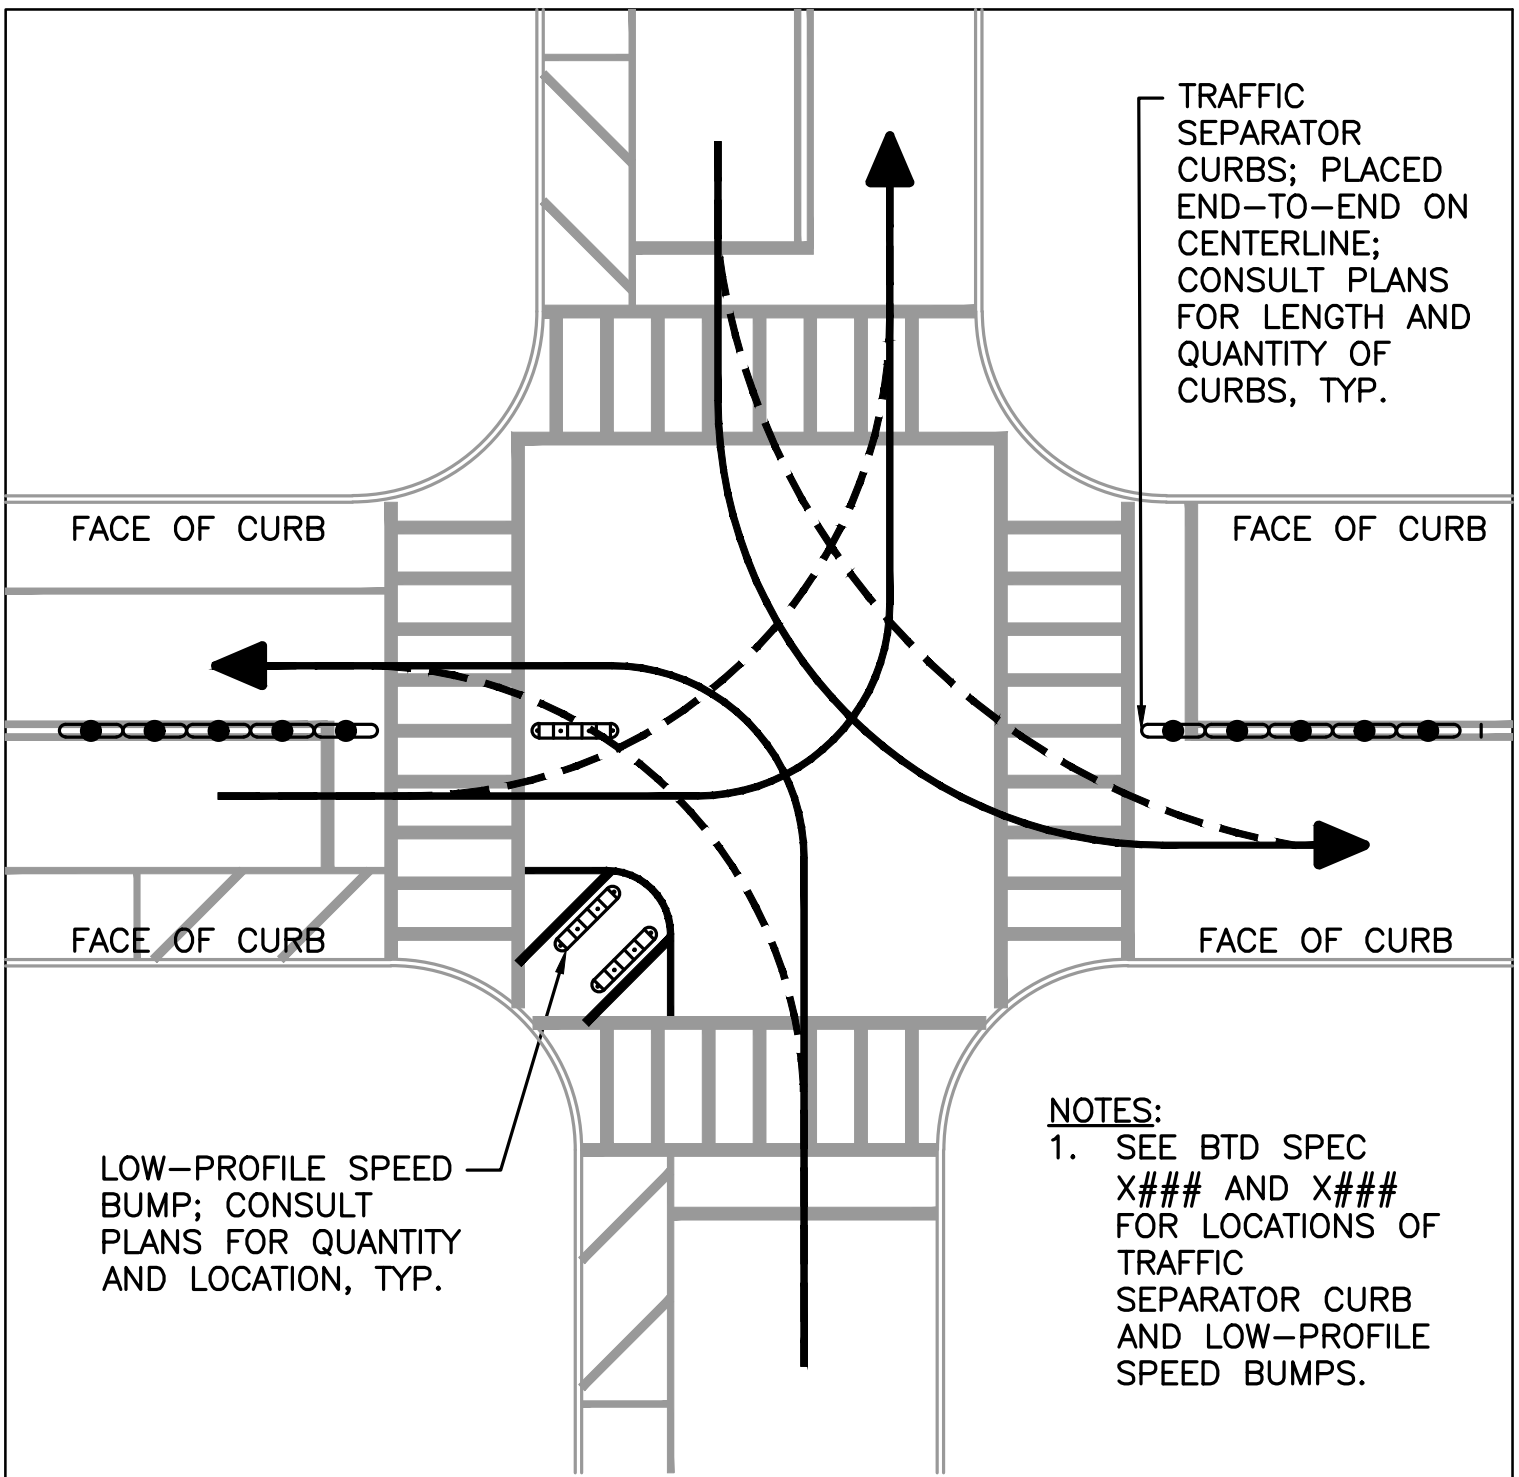 TRAFFIC
SEPARATOR
CURBS; PLACED
END-TO-END ON
CENTERLINE;
CONSULT PLANS
FOR LENGTH AND
QUANTITY OF
CURBS, TYP.
FACE OF CURB
FACE OF CURB
FACE OF CURB
FACE OF CURB
LOW-PROFILE SPEED
BUMP; CONSULT
PLANS FOR QUANTITY
AND LOCATION, TYP.
NOTES:
1. SEE BTD SPEC
X### AND X###
FOR LOCATIONS OF
TRAFFIC
SEPARATOR CURB
AND LOW-PROFILE
SPEED BUMPS.